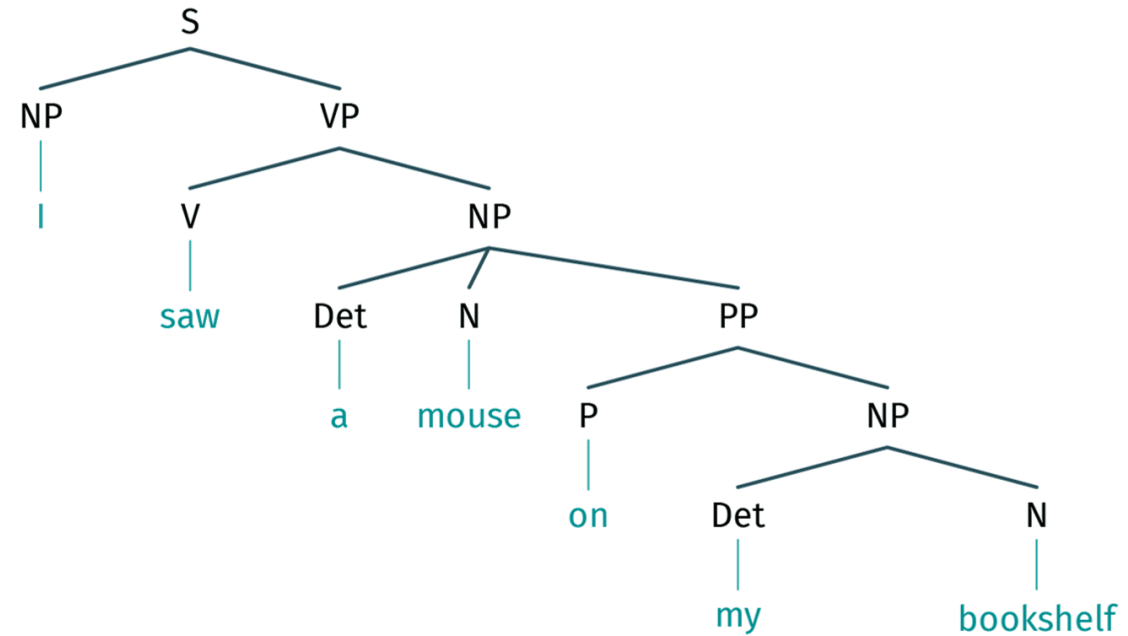 S
NP VP
I V NP
saw Det N PP
a mouse P NP
on Det N
my bookshelf